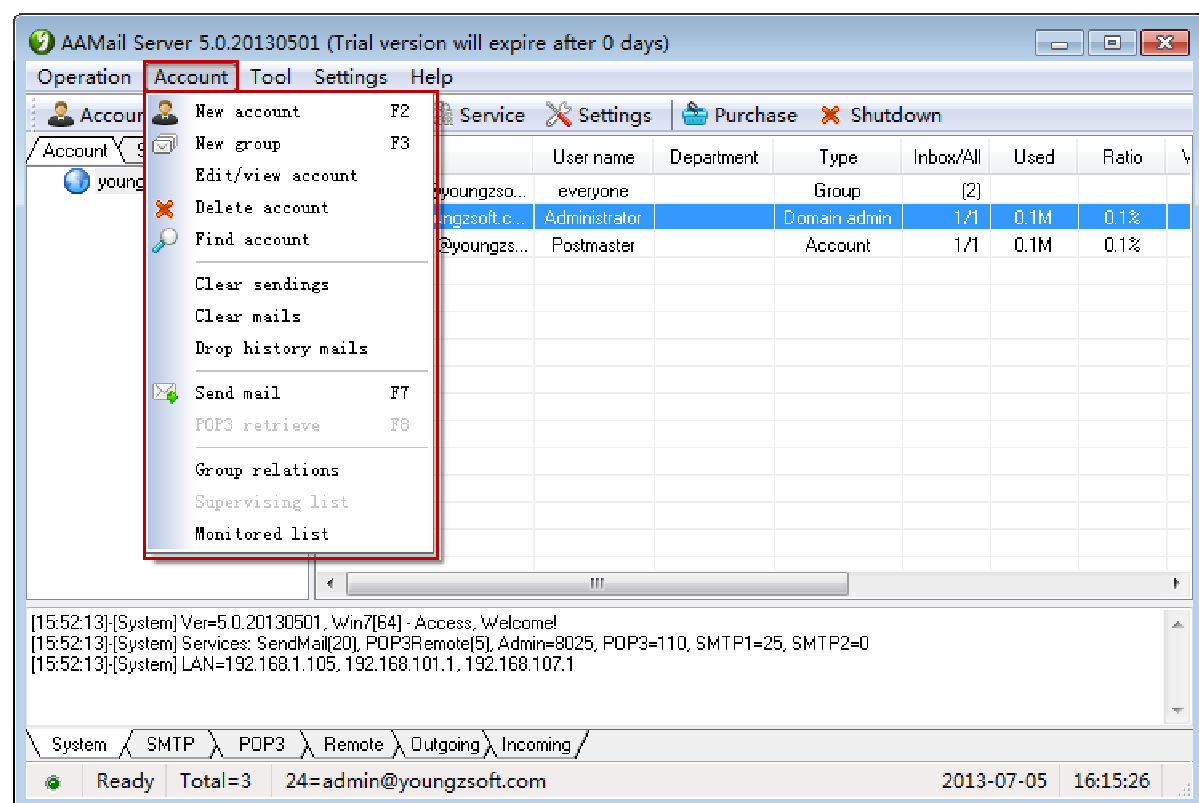 AAMail Server 5.0.20130501 (Trial version will expire after 0 days)
Operation Account Tool Settings Help
Accour Service Settings Purchase Shutdown
New account F2
New group F3
Edit/view account
Delete account
Find account
Clear sendings
Clear mails
Drop history mails
Send mail F7
POP3 retrieve F8
Group relations
Supervising list
Monitored list
Account S
young
User name Department Type Inbox/All Used Ratio
youngzso... everyone Group (2)
ngzsoft.c... Administrator Domain admin 1/1 0.1M 0.1%
@youngzs... Postmaster Account 1/1 0.1M 0.1%
[15:52:13]-[System] Ver=5.0.20130501, Win7[64] - Access, Welcome!
[15:52:13]-[System] Services: SendMail(20), POP3Remote(5), Admin=8025, POP3=110, SMTP1=25, SMTP2=0
[15:52:13]-[System] LAN=192.168.1.105, 192.168.101.1, 192.168.107.1
System SMTP POP3 Remote Outgoing Incoming
Ready Total=3 24=admin@youngzsoft.com 2013-07-05 16:15:26